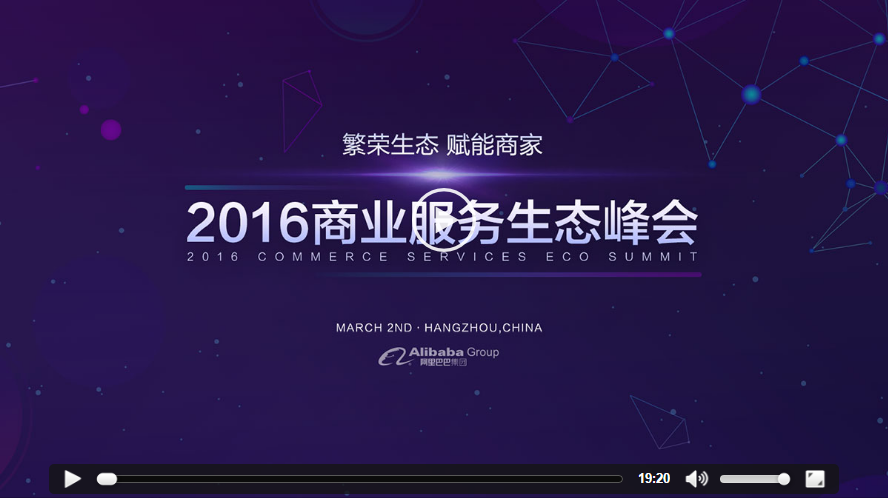 繁荣生态 赋能商家
2016商业服务生态峰会
2016 COMMERCE SERVICES ECO SUMMIT
MARCH 2ND · HANGZHOU,CHINA
Alibaba Group
阿里巴巴集团
19:20